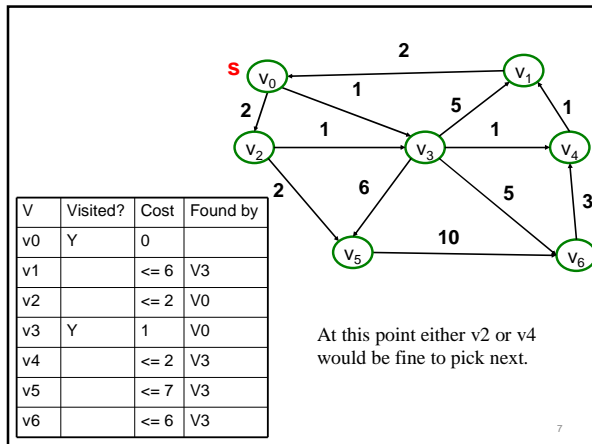 s
v0
2
v1
2
1
5
1
v2
1
v3
1
v4
2
6
5
3
v5
10
v6
V Visited? Cost Found by
v0 Y 0
v1 <= 6 V3
v2 <= 2 V0
v3 Y 1 V0
v4 <= 2 V3
v5 <= 7 V3
v6 <= 6 V3
At this point either v2 or v4
would be fine to pick next.
7